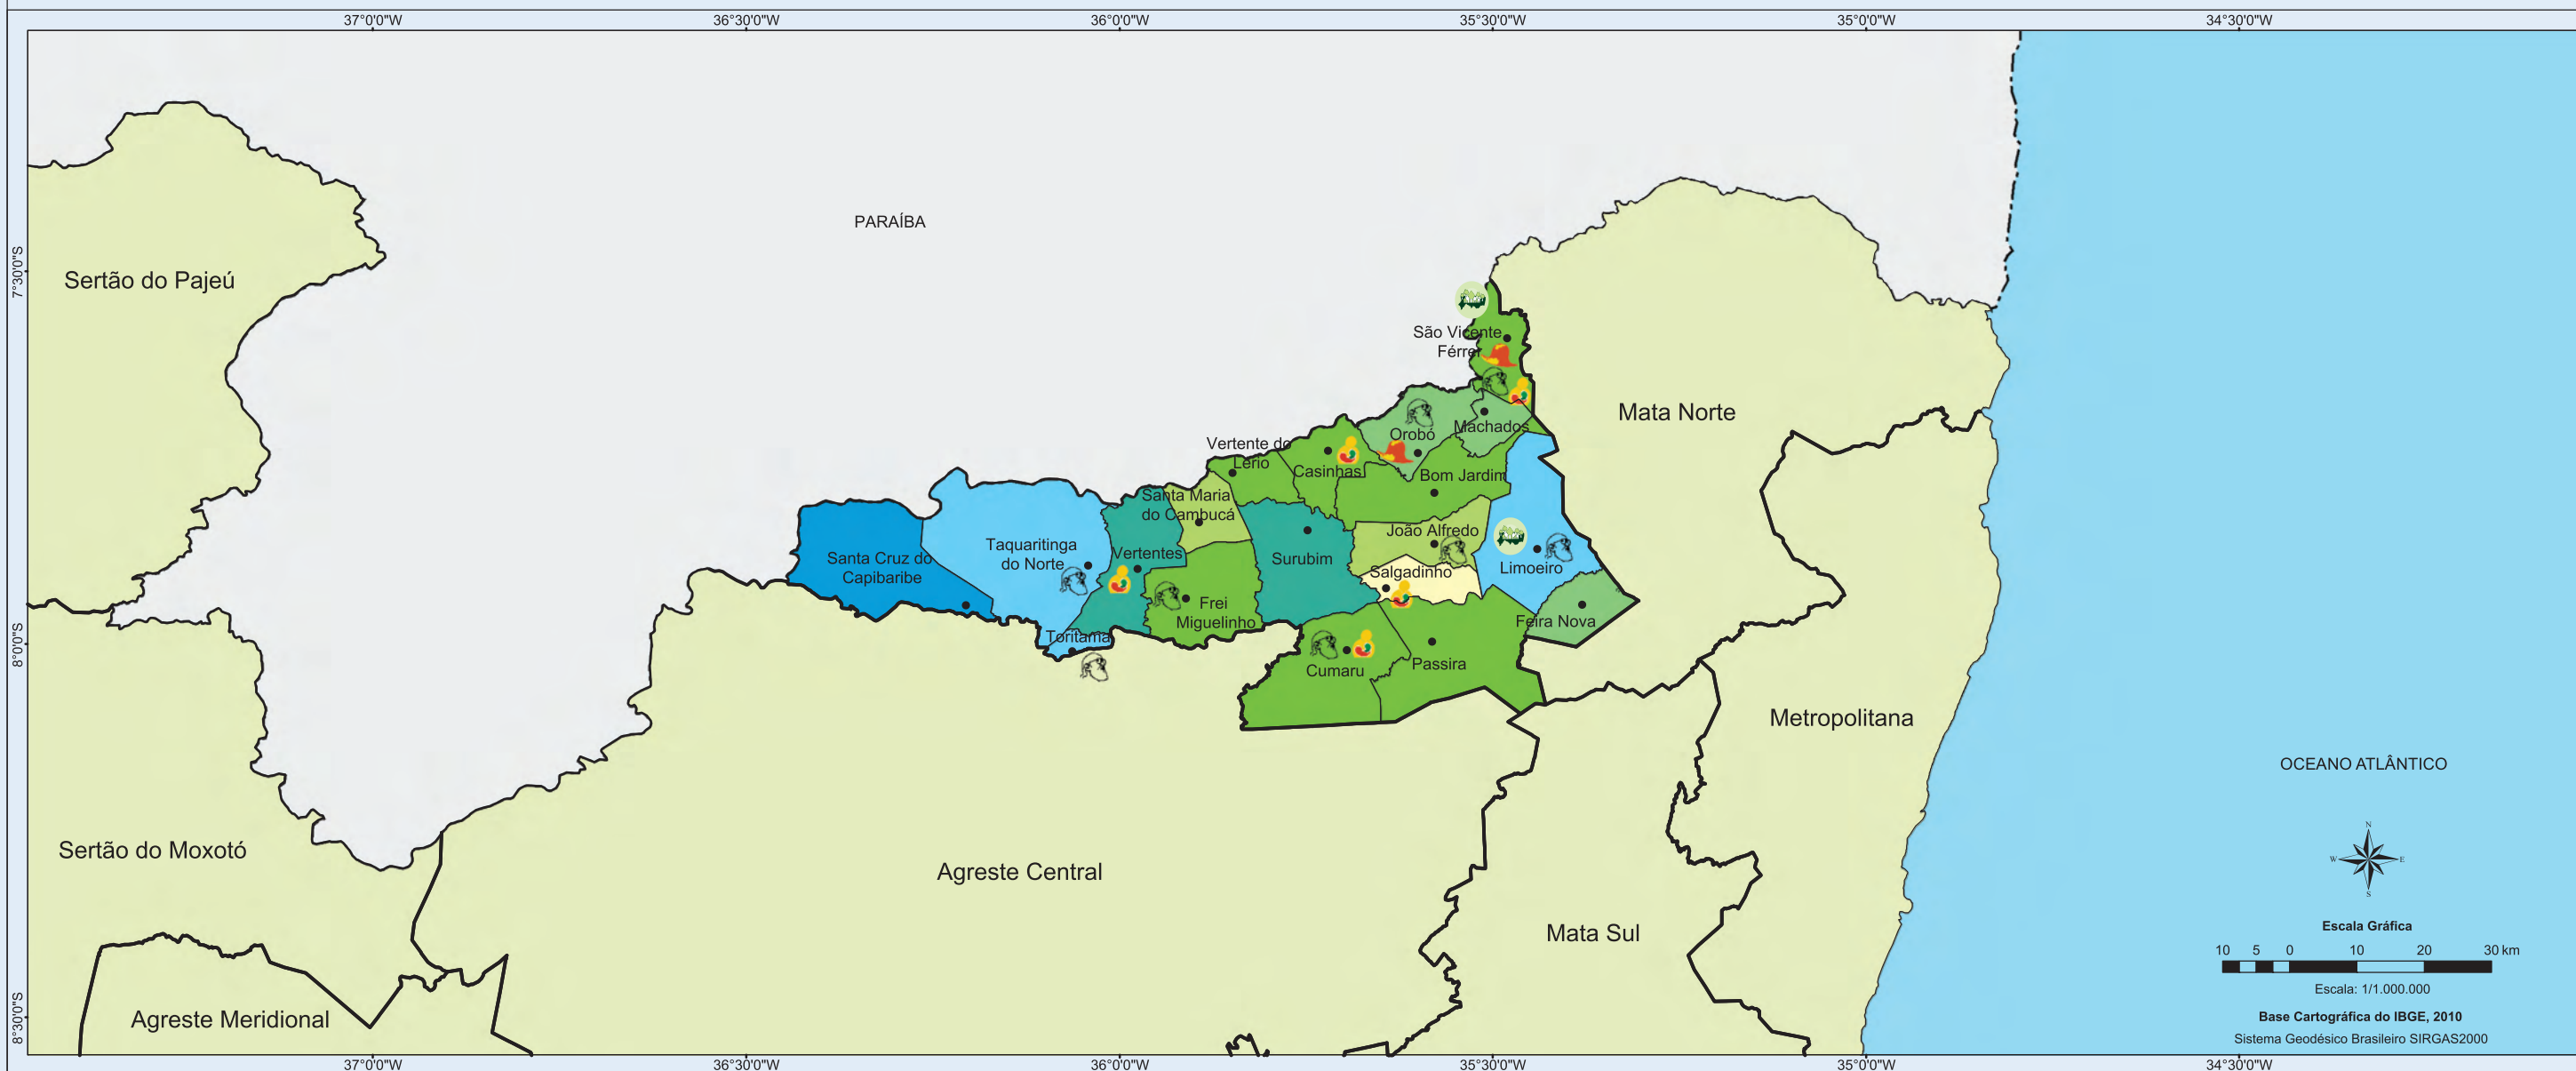 37°0'0"W
36°30'0"W
36°0'0"W
35°30'0"W
35°0'0"W
34°30'0"W
7°30'0"S
8°0'0"S
8°30'0"S
PARAÍBA
Sertão do Pajeú
São Vicente
Férrer
Mata Norte
Machados
Orobó
Vertente do
Lério
Casinhas
Bom Jardim
Santa Maria
do Cambucá
João Alfredo
Taquaritinga
do Norte
Vertentes
Surubim
Santa Cruz do
Capibaribe
Salgadinho
Limoeiro
Frei
Miguelinho
Feira Nova
Toritama
Cumaru
Passira
Metropolitana
OCEANO ATLÂNTICO
Sertão do Moxotó
Agreste Central
Mata Sul
Agreste Meridional
N
W
E
S
Escala Gráfica
10 5 0 10 20 30 km
Escala: 1/1.000.000
Base Cartográfica do IBGE, 2010
Sistema Geodésico Brasileiro SIRGAS2000
37°0'0"W
36°30'0"W
36°0'0"W
35°30'0"W
35°0'0"W
34°30'0"W